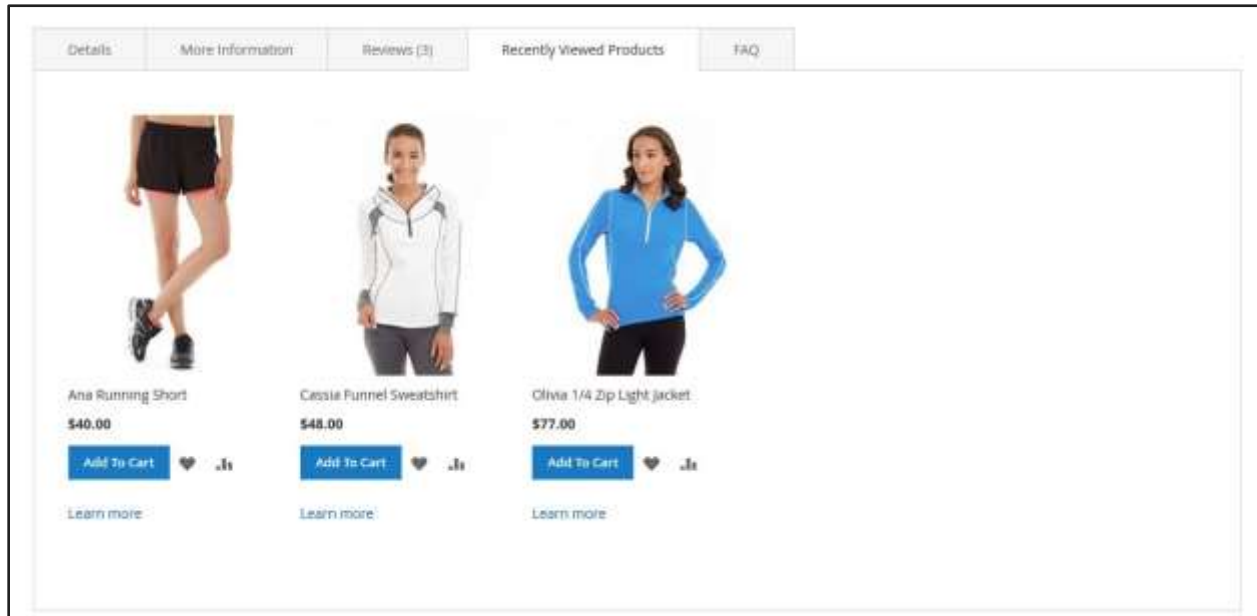 Details More Information Reviews (3) Recently Viewed Products FAQ
Ana Running Short Cassia Funnel Sweatshirt Olivia 1/4 Zip Light Jacket
$40.00 $48.00 $77.00
Add To Cart Add To Cart Add To Cart
Learn more Learn more Learn more